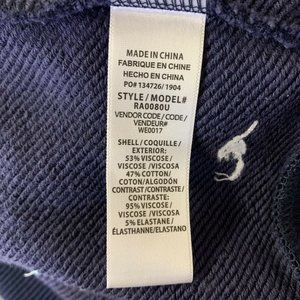 MADE IN CHINA
FABRIQUE EN CHINE
HECHO EN CHINA
PO# 134726/ 1904
STYLE / MODEL#
RA0080U
VENDOR CODE / CODE /
VENDEUR#
WE0017
SHELL / COQUILLE /
EXTERIOR:
53% VISCOSE /
VISCOSE /VISCOSA
47% COTTON/
COTON/ALGODÓN
CONTRAST/CONTRASTE/
CONTRASTE:
95% VISCOSE /
VISCOSE /VISCOSA
5% ELASTANE/
ÉLASTHANNE/ELASTANO